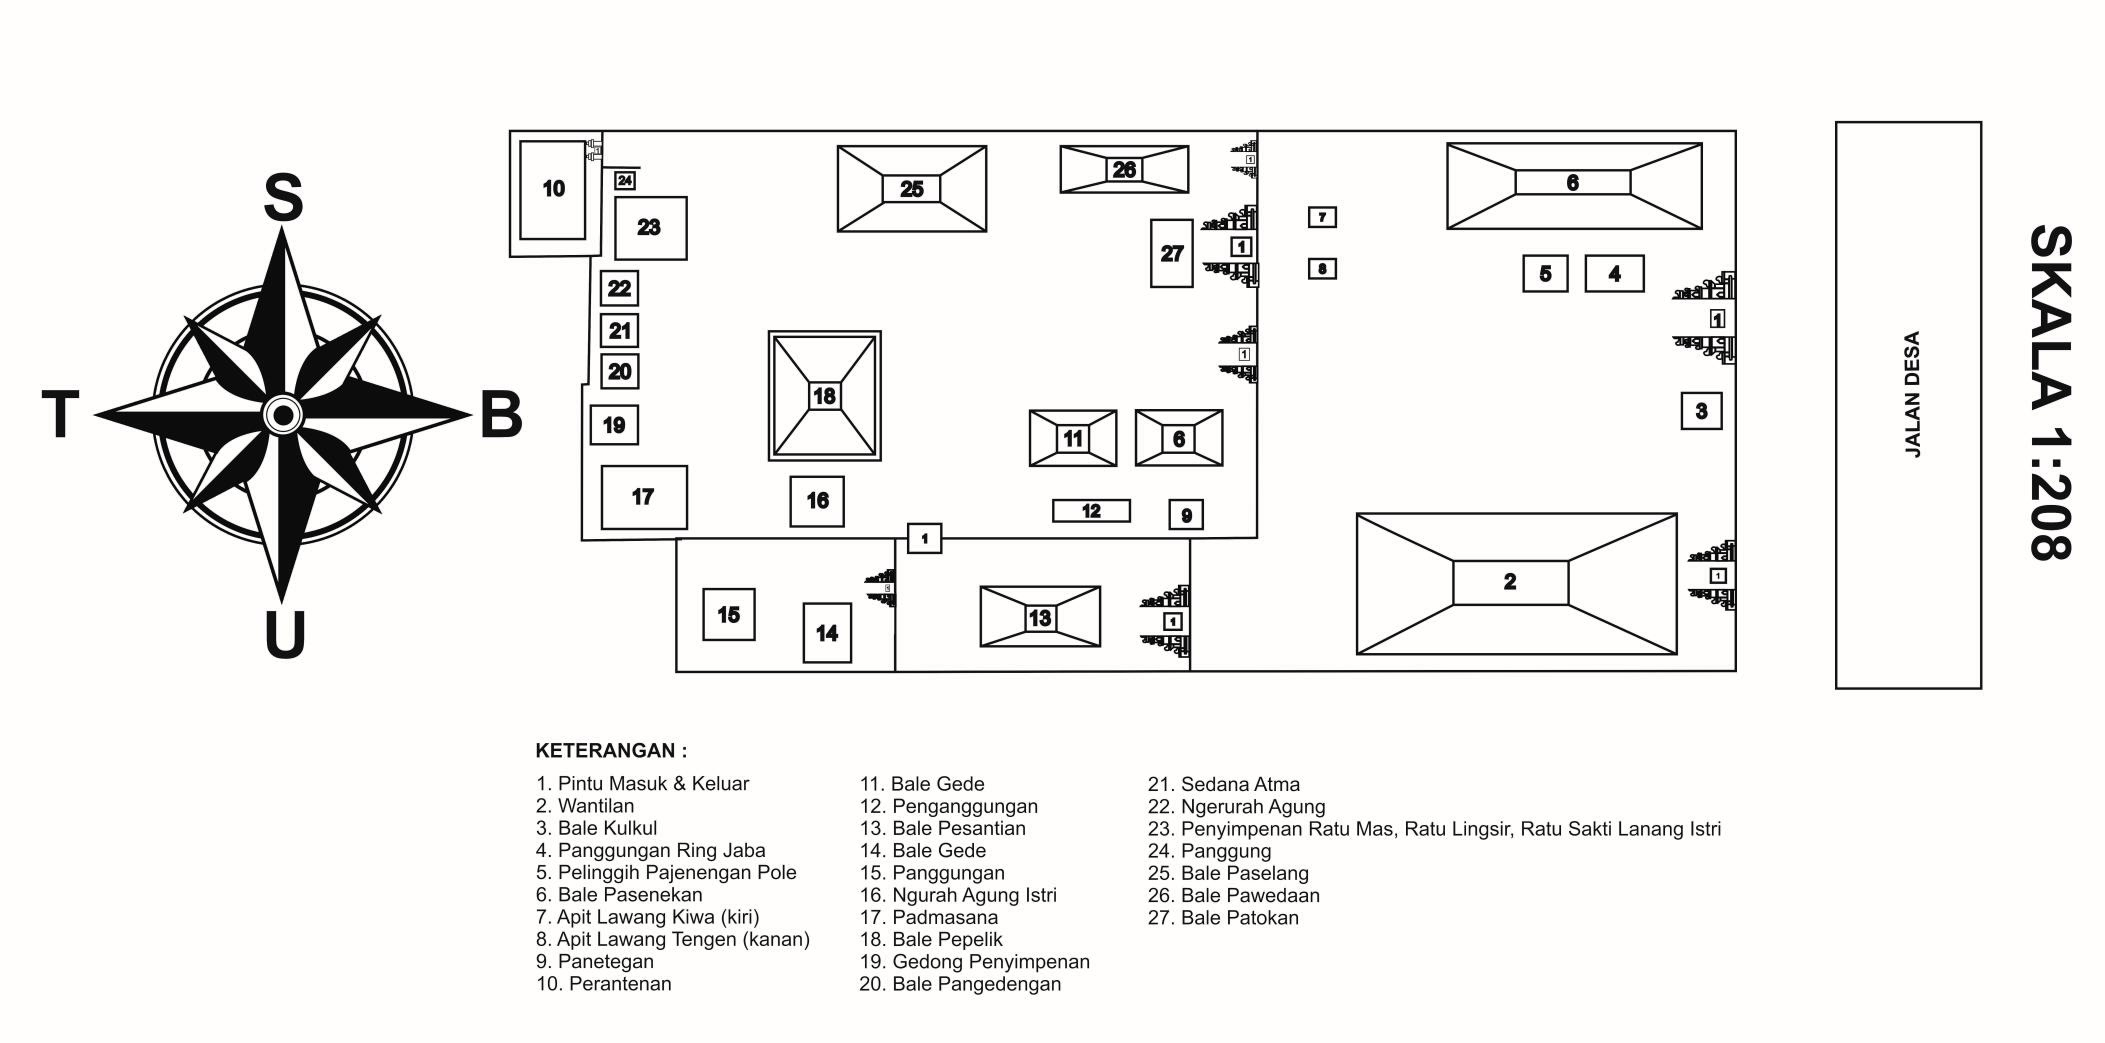 S
T
B
U
10
24
23
22
21
20
19
17
25
26
27
18
16
11
6
12
9
1
1
1
1
1
15
14
13
1
7
8
6
5
4
1
3
2
1
JALAN DESA
SKALA 1:208
KETERANGAN :
1. Pintu Masuk & Keluar
2. Wantilan
3. Bale Kulkul
4. Panggungan Ring Jaba
5. Pelinggih Pajenengan Pole
6. Bale Pasenekan
7. Apit Lawang Kiwa (kiri)
8. Apit Lawang Tengen (kanan)
9. Panetegan
10. Perantenan
11. Bale Gede
12. Penganggungan
13. Bale Pesantian
14. Bale Gede
15. Panggungan
16. Ngurah Agung Istri
17. Padmasana
18. Bale Pepelik
19. Gedong Penyimpenan
20. Bale Pangedengan
21. Sedana Atma
22. Ngerurah Agung
23. Penyimpenan Ratu Mas, Ratu Lingsir, Ratu Sakti Lanang Istri
24. Panggung
25. Bale Paselang
26. Bale Pawedaan
27. Bale Patokan